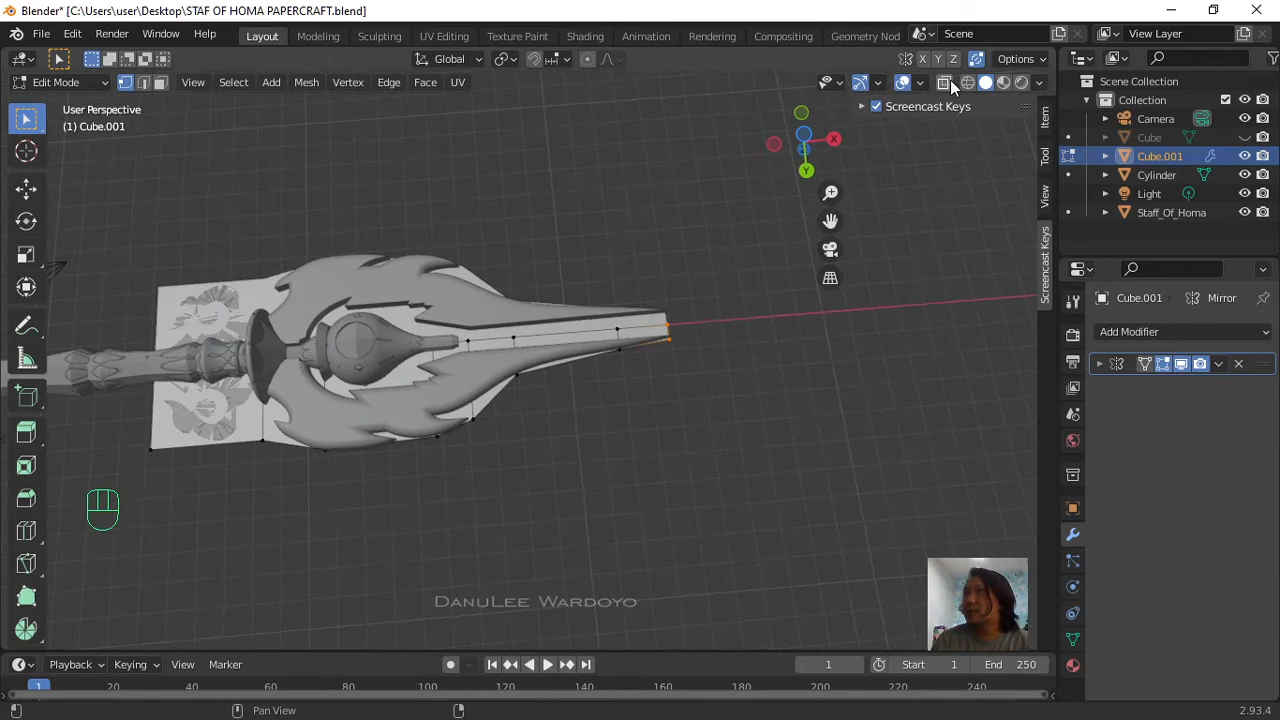 Blender* [C:\Users\user\Desktop\STAF OF HOMA PAPERCRAFT.blend]
File Edit Render Window Help Layout Modeling Sculpting UV Editing Texture Paint Shading Animation Rendering Compositing Geometry Nod Scene View Layer
Global X Y Z Options
Edit Mode View Select Add Mesh Vertex Edge Face UV
User Perspective
(1) Cube.001
Screencast Keys
Item
Tool
View
Screencast Keys
X
Y
Scene Collection
Collection
Camera
Cube
Cube.001
Cylinder
Light
Staff_Of_Homa
Cube.001 Mirror
Add Modifier
DanuLee Wardoyo
Playback Keying View Marker 1 Start 1 End 250
1 20 40 60 80 100 120 140 160 180 200 220 240
Pan View 2.93.4